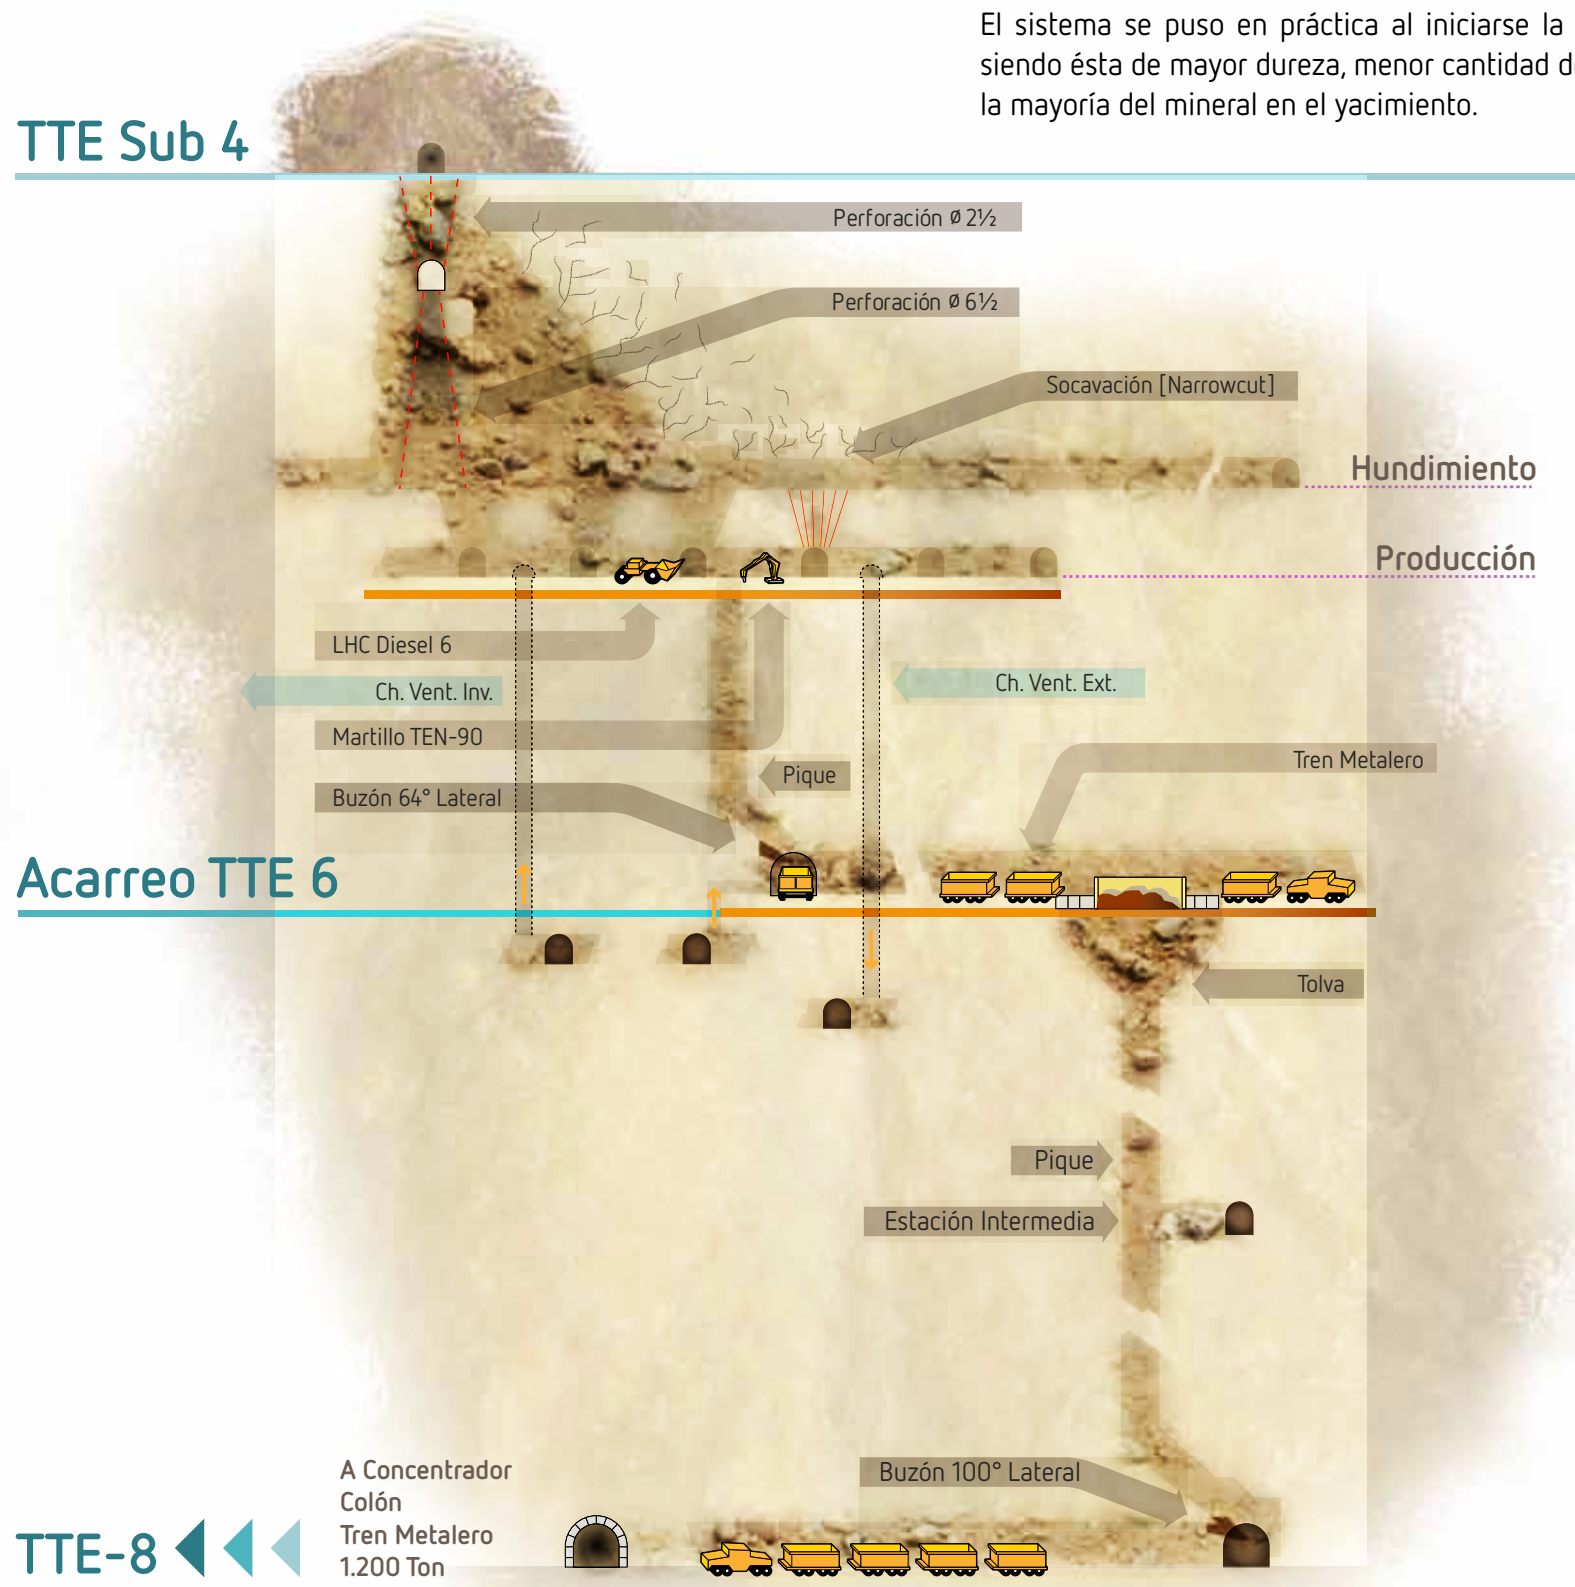 El sistema se puso en práctica al iniciarse la
siendo ésta de mayor dureza, menor cantidad
la mayoría del mineral en el yacimiento.
TTE Sub 4
Perforación ø 2½
Perforación ø 6½
Socavación [Narrowcut]
Hundimiento
Producción
LHC Diesel 6
Ch. Vent. Inv.
Ch. Vent. Ext.
Martillo TEN-90
Tren Metalero
Pique
Buzón 64° Lateral
Acarreo TTE 6
Tolva
Pique
Estación Intermedia
Buzón 100° Lateral
A Concentrador
Colón
Tren Metalero
1.200 Ton
TTE-8